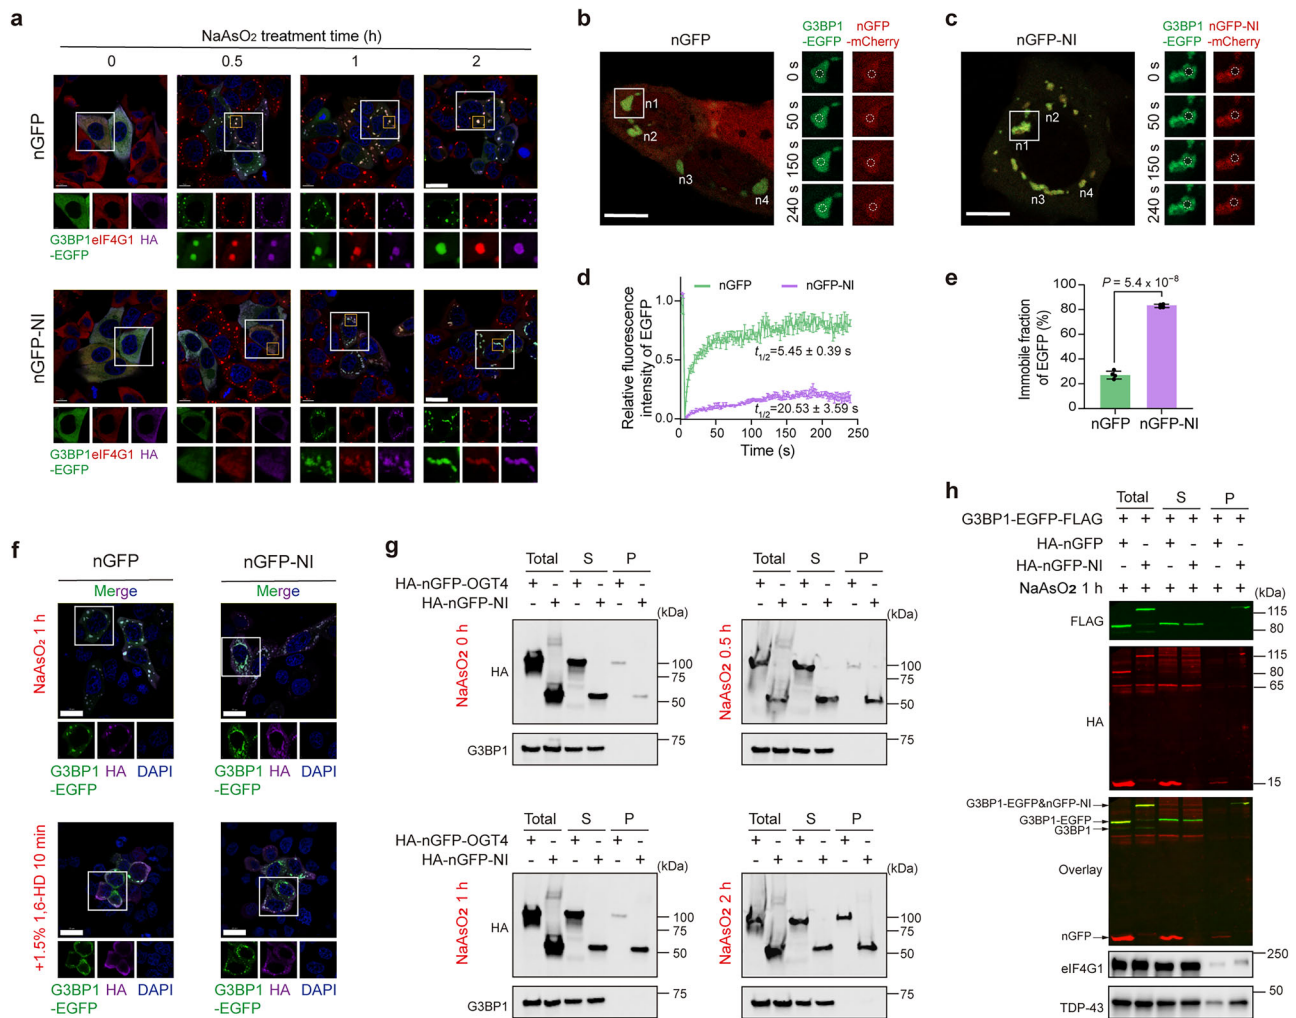 a
NaAsO₂ treatment time (h)
0 0.5 1 2
nGFP
G3BP1 eIF4G1 HA
-EGFP
nGFP-NI
G3BP1 eIF4G1 HA
-EGFP
b
nGFP
n1
n2
n3
n4
G3BP1 nGFP
-EGFP -mCherry
0 s
50 s
150 s
240 s
c
nGFP-NI
n2
n1
n3
n4
G3BP1 nGFP-NI
-EGFP -mCherry
0 s
50 s
150 s
240 s
d
nGFP nGFP-NI
Relative fluorescence
intensity of EGFP
1.0
0.5
0.0
t1/2=5.45 ± 0.39 s
t1/2=20.53 ± 3.59 s
0 50 100 150 200 250
Time (s)
e
P = 5.4 x 10⁻⁸
Immobile fraction
of EGFP (%)
100
80
60
40
20
0
nGFP nGFP-NI
f
nGFP nGFP-NI
Merge Merge
NaAsO₂ 1 h
G3BP1 HA DAPI G3BP1 HA DAPI
-EGFP -EGFP
+1.5% 1,6-HD 10 min
G3BP1 HA DAPI G3BP1 HA DAPI
-EGFP -EGFP
g
Total S P
HA-nGFP-OGT4 + - + - + -
HA-nGFP-NI - + - + - +
(kDa)
NaAsO2 0 h
HA
100
75
50
G3BP1
75
Total S P
+ - + - + -
- + - + - +
(kDa)
NaAsO2 0.5 h
100
75
50
75
Total S P
HA-nGFP-OGT4 + - + - + -
HA-nGFP-NI - + - + - +
(kDa)
NaAsO2 1 h
HA
100
75
50
G3BP1
75
Total S P
+ - + - + -
- + - + - +
(kDa)
NaAsO2 2 h
100
75
50
75
h
Total S P
G3BP1-EGFP-FLAG + + + + + +
HA-nGFP + - + - + -
HA-nGFP-NI - + - + - +
NaAsO2 1 h + + + + + +
(kDa)
FLAG
115
80
HA
115
80
65
15
G3BP1-EGFP&nGFP-NI
G3BP1-EGFP
G3BP1
Overlay
nGFP
eIF4G1
250
TDP-43
50